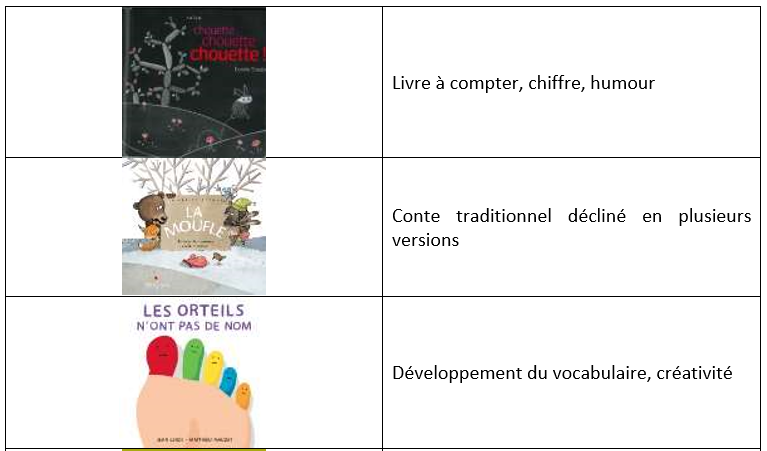 chouette
chouette
chouette !
Livre à compter, chiffre, humour
LA
MOUFLE
Conte traditionnel décliné en plusieurs
versions
LES ORTEILS
N'ONT PAS DE NOM
Développement du vocabulaire, créativité